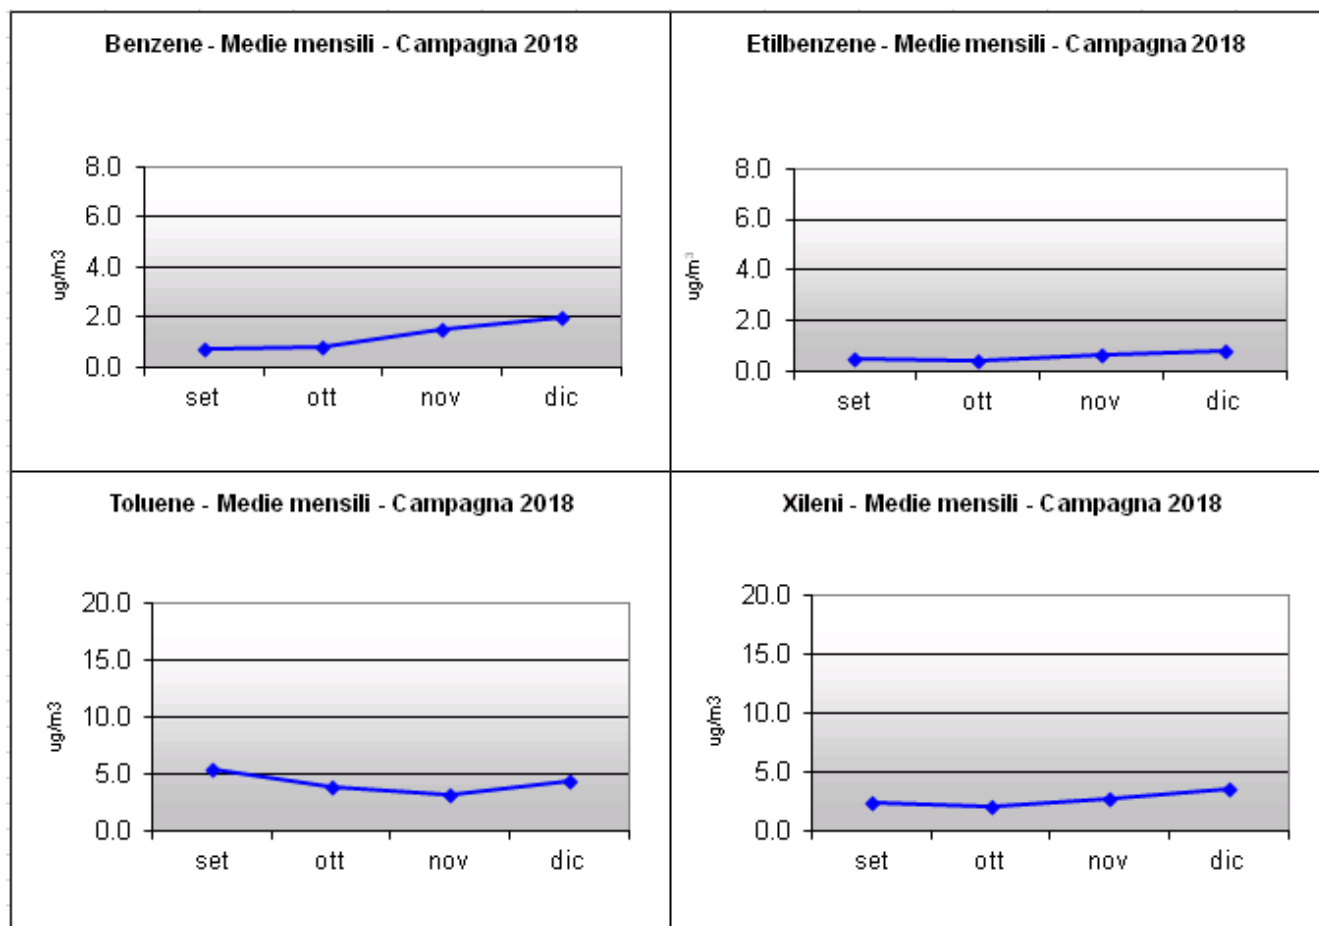 Benzene - Medie mensili - Campagna 2018
8.0
6.0
4.0
2.0
0.0
ug/m3
set ott nov dic
Etilbenzene - Medie mensili - Campagna 2018
8.0
6.0
4.0
2.0
0.0
ug/m³
set ott nov dic
Toluene - Medie mensili - Campagna 2018
20.0
15.0
10.0
5.0
0.0
ug/m3
set ott nov dic
Xileni - Medie mensili - Campagna 2018
20.0
15.0
10.0
5.0
0.0
ug/m3
set ott nov dic